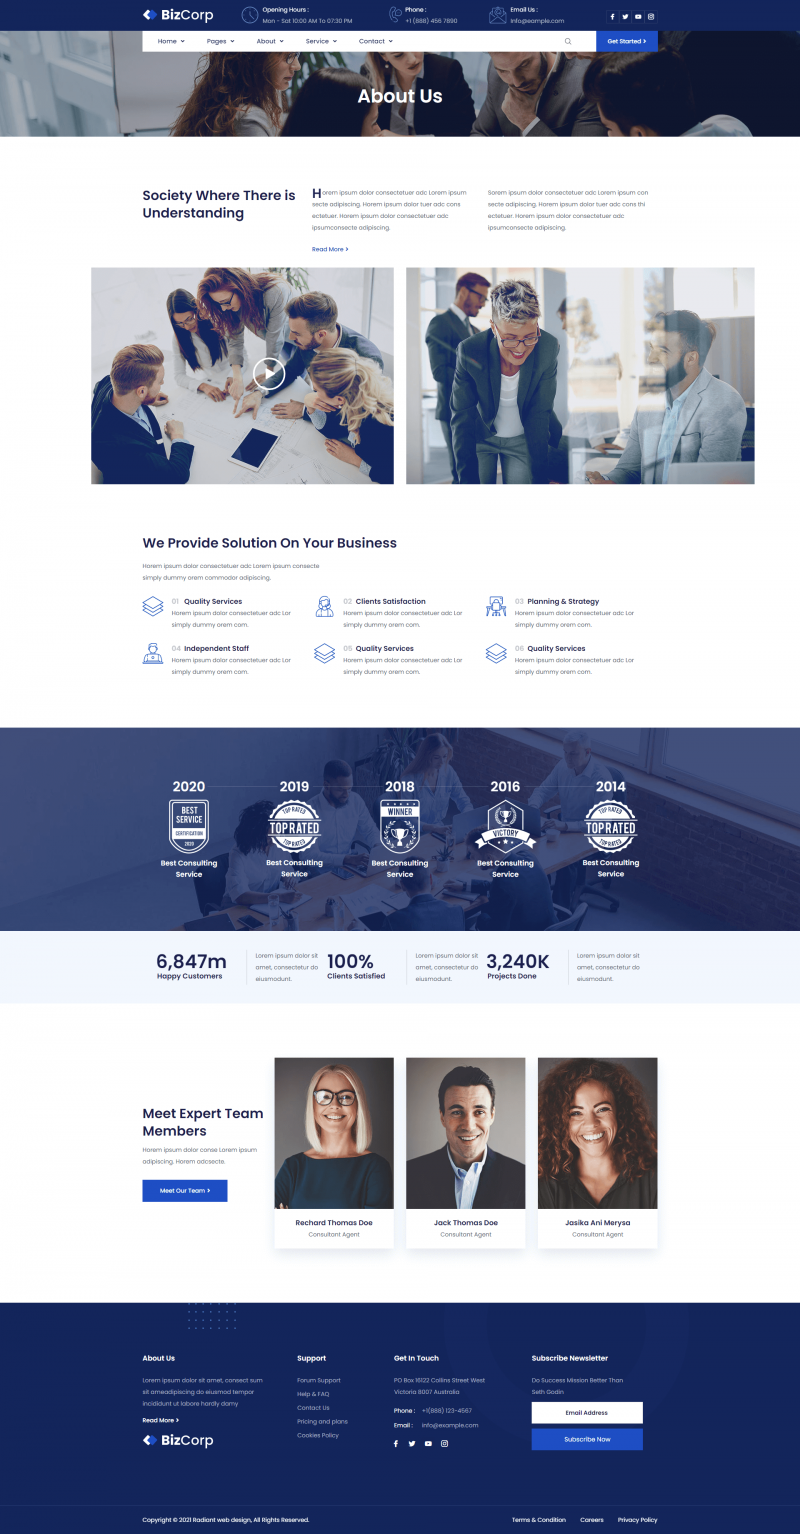 BizCorp
Opening Hours :
Mon - Sat 10:00 AM To 07:30 PM
Phone :
+1 (888) 456 7890
Email Us :
info@example.com
Home
Pages
About
Service
Contact
Get Started >
About Us
Society Where There is
Understanding
Horem ipsum dolor consectetuer adc Lorem ipsum
secte adipiscing. Horem ipsum dolor tuer adc cons
ectetuer. Horem ipsum dolor consectetuer adc
ipsumconsecte adipiscing.
Read More >
Sorem ipsum dolor consectetuer adc Lorem ipsum con
secte adipiscing. Horem ipsum dolor tuer adc cons thi
ectetuer. Horem ipsum dolor consectetuer adc
ipsumconsecte adipiscing.
We Provide Solution On Your Business
Horem ipsum dolor consectetuer adc Lorem ipsum consecte
simply dummy orem commodor adipiscing.
01 Quality Services
Horem ipsum dolor consectetuer adc Lor
simply dummy orem com.
02 Clients Satisfaction
Horem ipsum dolor consectetuer adc Lor
simply dummy orem com.
03 Planning & Strategy
Horem ipsum dolor consectetuer adc Lor
simply dummy orem com.
04 Independent Staff
Horem ipsum dolor consectetuer adc Lor
simply dummy orem com.
05 Quality Services
Horem ipsum dolor consectetuer adc Lor
simply dummy orem com.
06 Quality Services
Horem ipsum dolor consectetuer adc Lor
simply dummy orem com.
2020
BEST
SERVICE
CERTIFICATION
2020
Best Consulting
Service
2019
TOP RATED
TOP RATED
TOP RATED
Best Consulting
Service
2018
WINNER
Best Consulting
Service
2016
VICTORY
Best Consulting
Service
2014
TOP RATED
TOP RATED
TOP RATED
Best Consulting
Service
6,847m
Happy Customers
Lorem ipsum dolor sit
amet, consectetur do
eiusmodunt.
100%
Clients Satisfied
Lorem ipsum dolor sit
amet, consectetur do
eiusmodunt.
3,240K
Projects Done
Lorem ipsum dolor sit
amet, consectetur do
eiusmodunt.
Meet Expert Team
Members
Horem ipsum dolor conse Lorem ipsum
adipiscing. Horem adcsecte.
Meet Our Team >
Rechard Thomas Doe
Consultant Agent
Jack Thomas Doe
Consultant Agent
Jasika Ani Merysa
Consultant Agent
About Us
Lorem ipsum dolor sit amet, consect sum
sit ameadipiscing do eiusmod tempor
incididunt ut labore hardly damy
Read More >
BizCorp
Support
Forum Support
Help & FAQ
Contact Us
Pricing and plans
Cookies Policy
Get In Touch
PO Box 16122 Collins Street West
Victoria 8007 Australia
Phone : +1(888) 123-4567
Email : info@example.com
Subscribe Newsletter
Do Success Mission Better Than
Seth Godin
Email Address
Subscribe Now
Copyright © 2021 Radiant web design, All Rights Reserved.
Terms & Condition
Careers
Privacy Policy